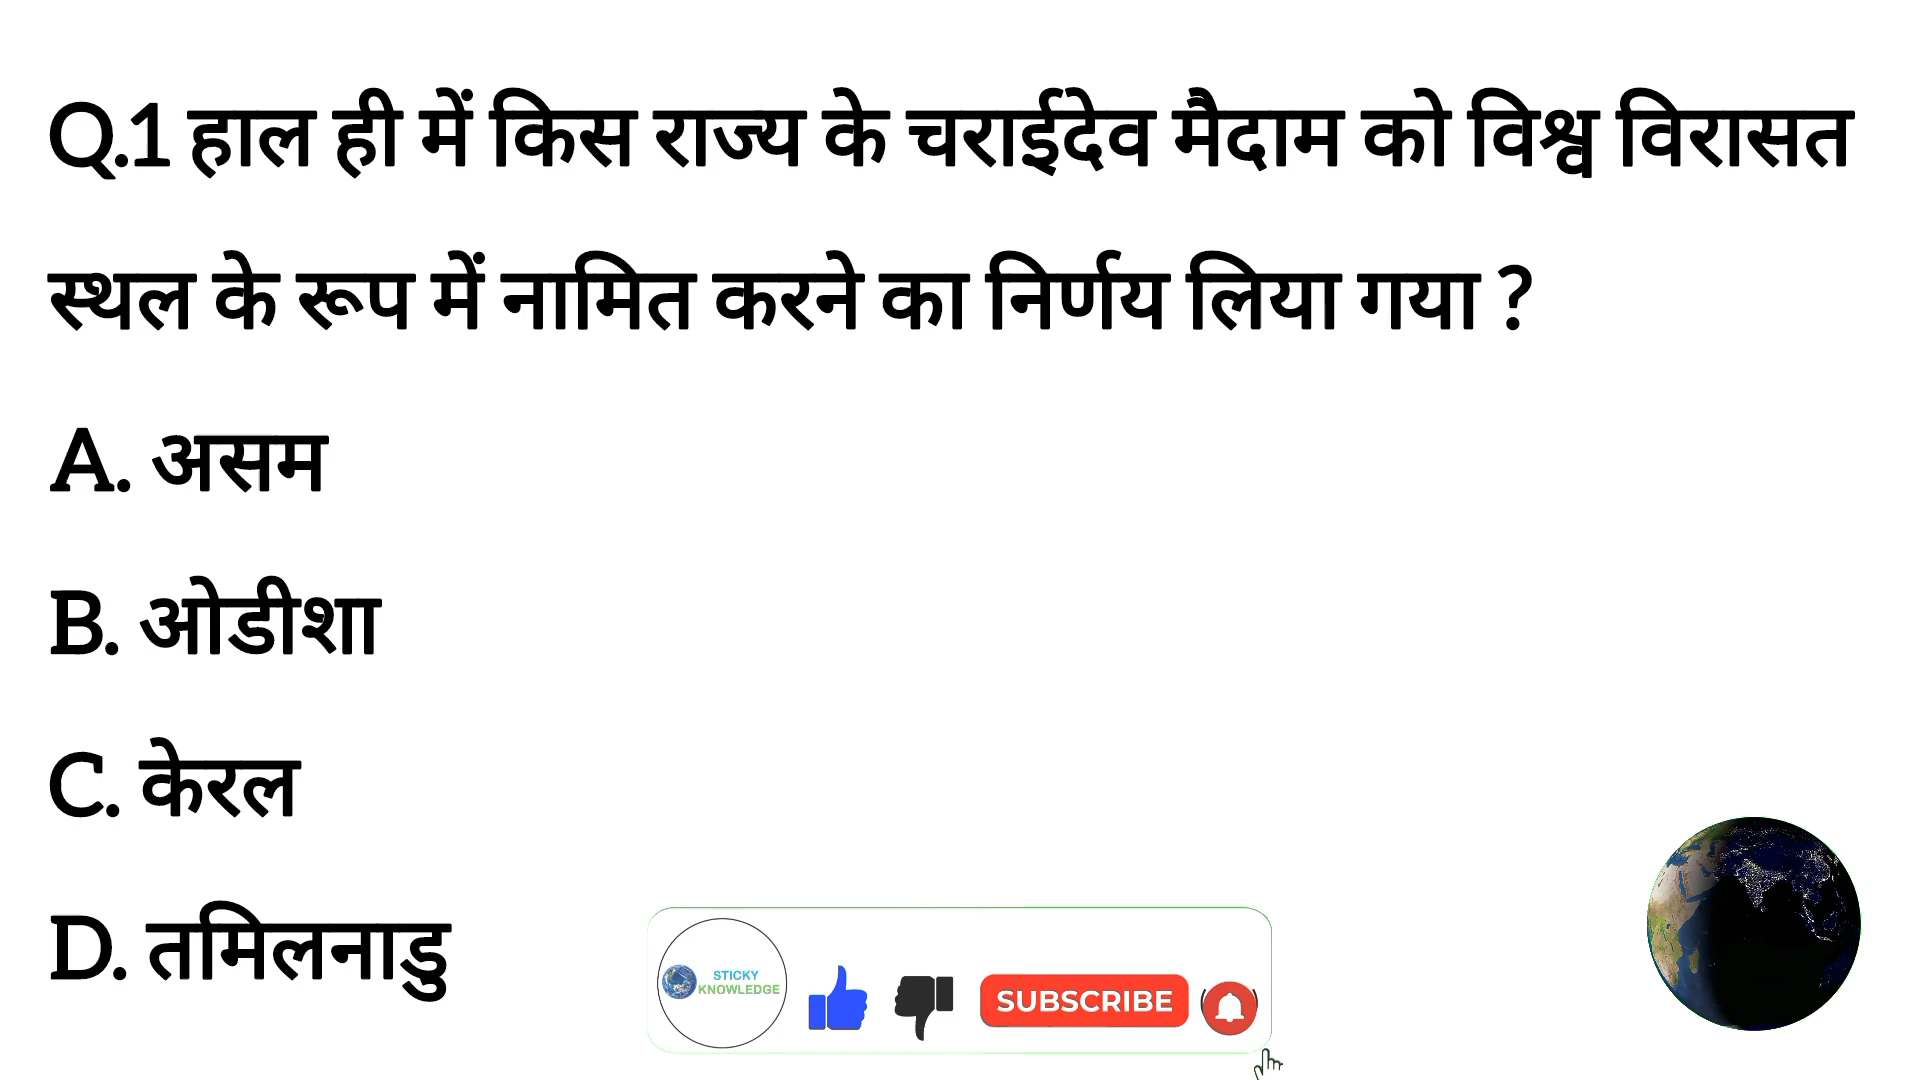 Q.1 हाल ही में किस राज्य के चराईदेव मैदाम को विश्व विरासत
स्थल के रूप में नामित करने का निर्णय लिया गया ?
A. असम
B. ओडीशा
C. केरल
D. तमिलनाडु
STICKY
KNOWLEDGE
SUBSCRIBE